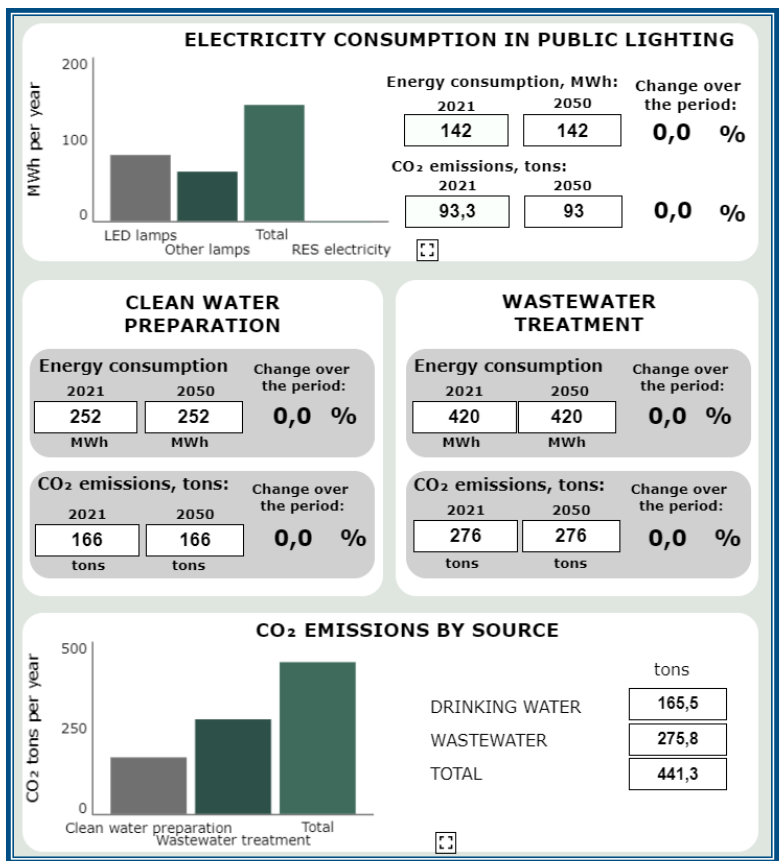 ELECTRICITY CONSUMPTION IN PUBLIC LIGHTING
MWh per year
200
100
0
LED lamps
Other lamps
Total
RES electricity
Energy consumption, MWh:
2021
2050
142
142
Change over
the period:
0,0 %
CO₂ emissions, tons:
2021
2050
93,3
93
0,0 %
CLEAN WATER
PREPARATION
Energy consumption
2021
2050
252
252
MWh
MWh
Change over
the period:
0,0 %
CO₂ emissions, tons:
2021
2050
166
166
tons
tons
Change over
the period:
0,0 %
WASTEWATER
TREATMENT
Energy consumption
2021
2050
420
420
MWh
MWh
Change over
the period:
0,0 %
CO₂ emissions, tons:
2021
2050
276
276
tons
tons
Change over
the period:
0,0 %
CO₂ EMISSIONS BY SOURCE
CO₂ tons per year
500
250
0
Clean water preparation
Wastewater treatment
Total
tons
DRINKING WATER 165,5
WASTEWATER 275,8
TOTAL 441,3